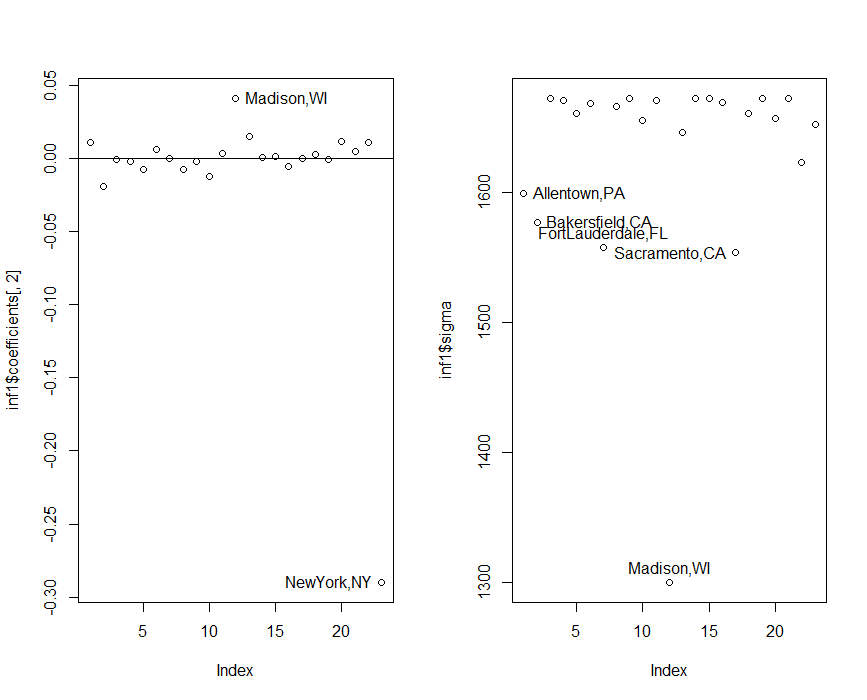 inf1$coefficients[, 2]
0.05
0.00
-0.05
-0.10
-0.15
-0.20
-0.25
-0.30
Madison,WI
NewYork,NY
5 10 15 20
Index
inf1$sigma
1600
1500
1400
1300
Allentown,PA
Bakersfield,CA
FortLauderdale,FL
Sacramento,CA
Madison,WI
5 10 15 20
Index